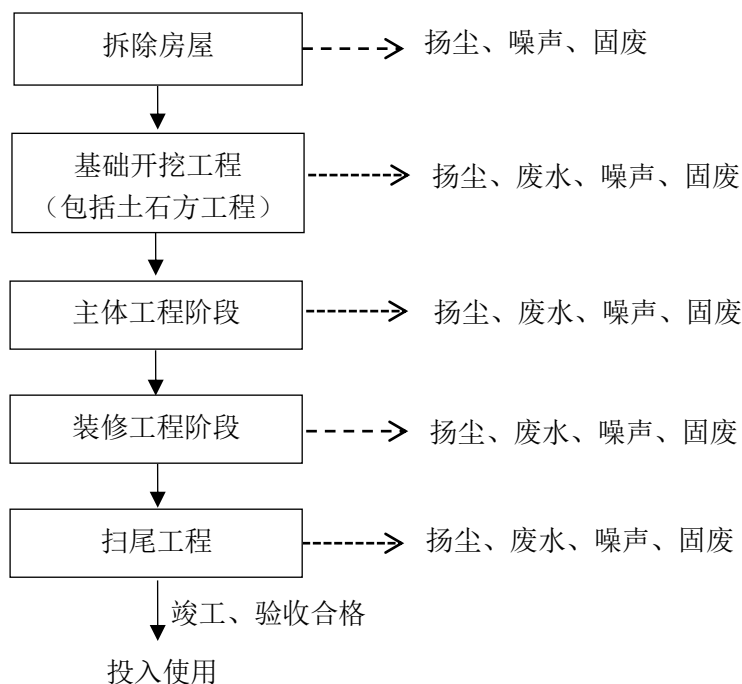 拆除房屋
扬尘、噪声、固废
基础开挖工程
（包括土石方工程）
扬尘、废水、噪声、固废
主体工程阶段
扬尘、废水、噪声、固废
装修工程阶段
扬尘、废水、噪声、固废
扫尾工程
扬尘、废水、噪声、固废
竣工、验收合格
投入使用